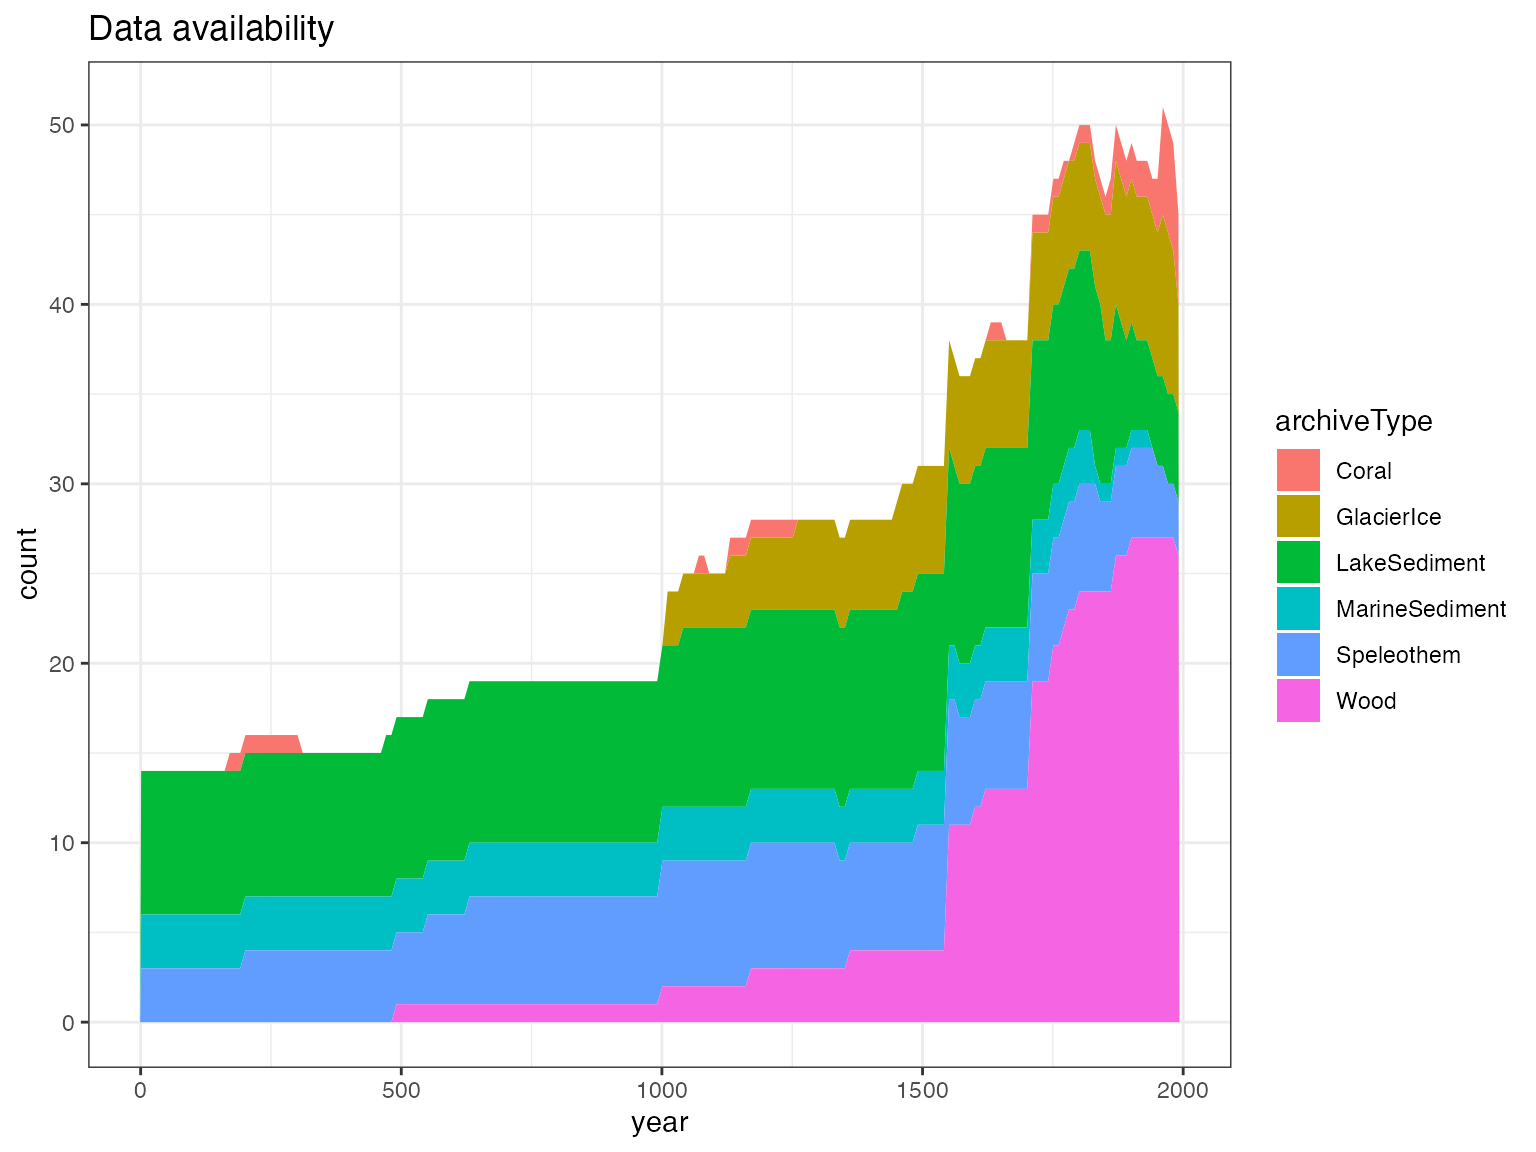 Data availability
count
50
40
30
20
10
0
0 500 1000 1500 2000
year
archiveType
Coral
GlacierIce
LakeSediment
MarineSediment
Speleothem
Wood